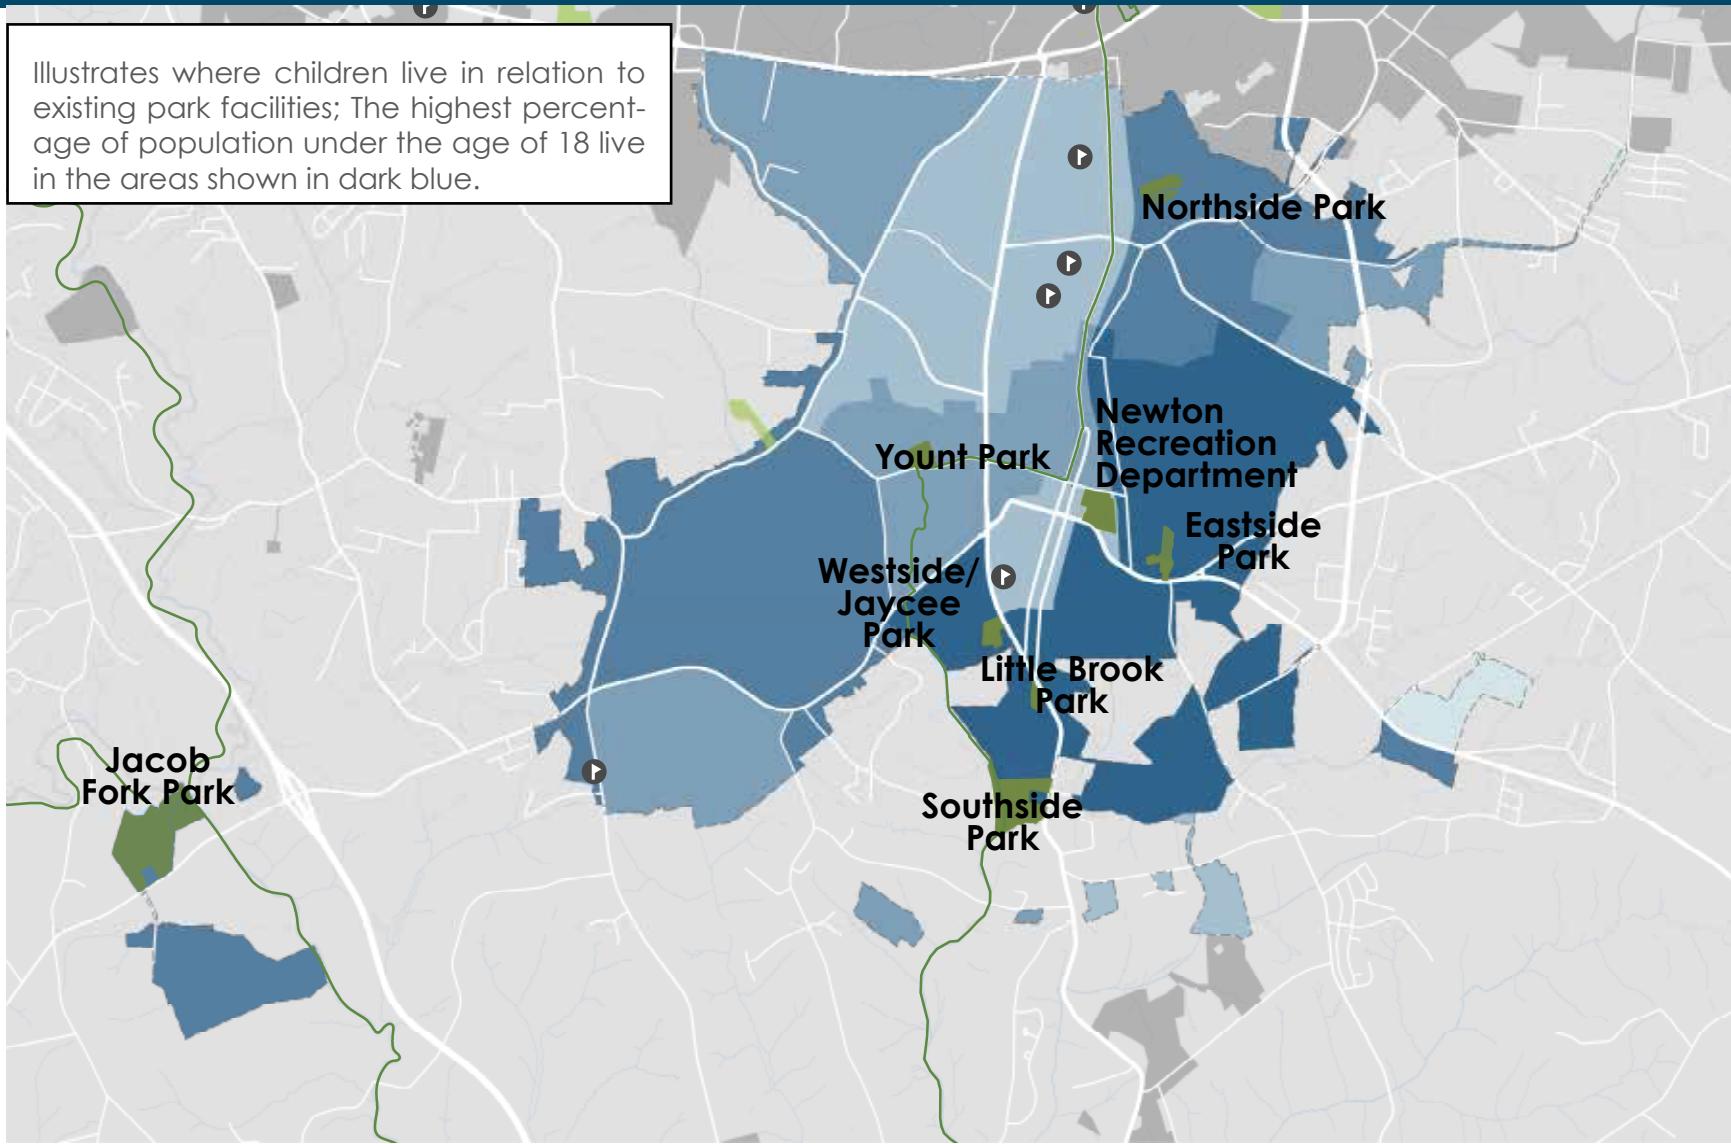 Illustrates where children live in relation to
existing park facilities; The highest percent-
age of population under the age of 18 live
in the areas shown in dark blue.
Northside Park
Newton
Recreation
Department
Yount Park
Eastside
Park
Westside/
Jaycee
Park
Little Brook
Park
Jacob
Fork Park
Southside
Park